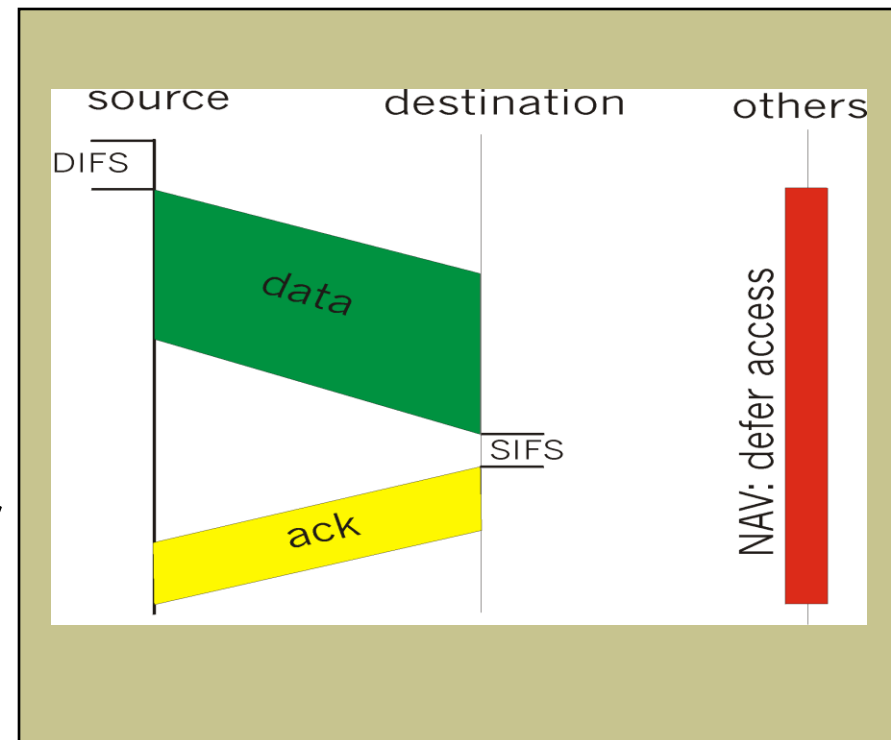 source
destination
others
DIFS
data
SIFS
ack
NAV: defer access